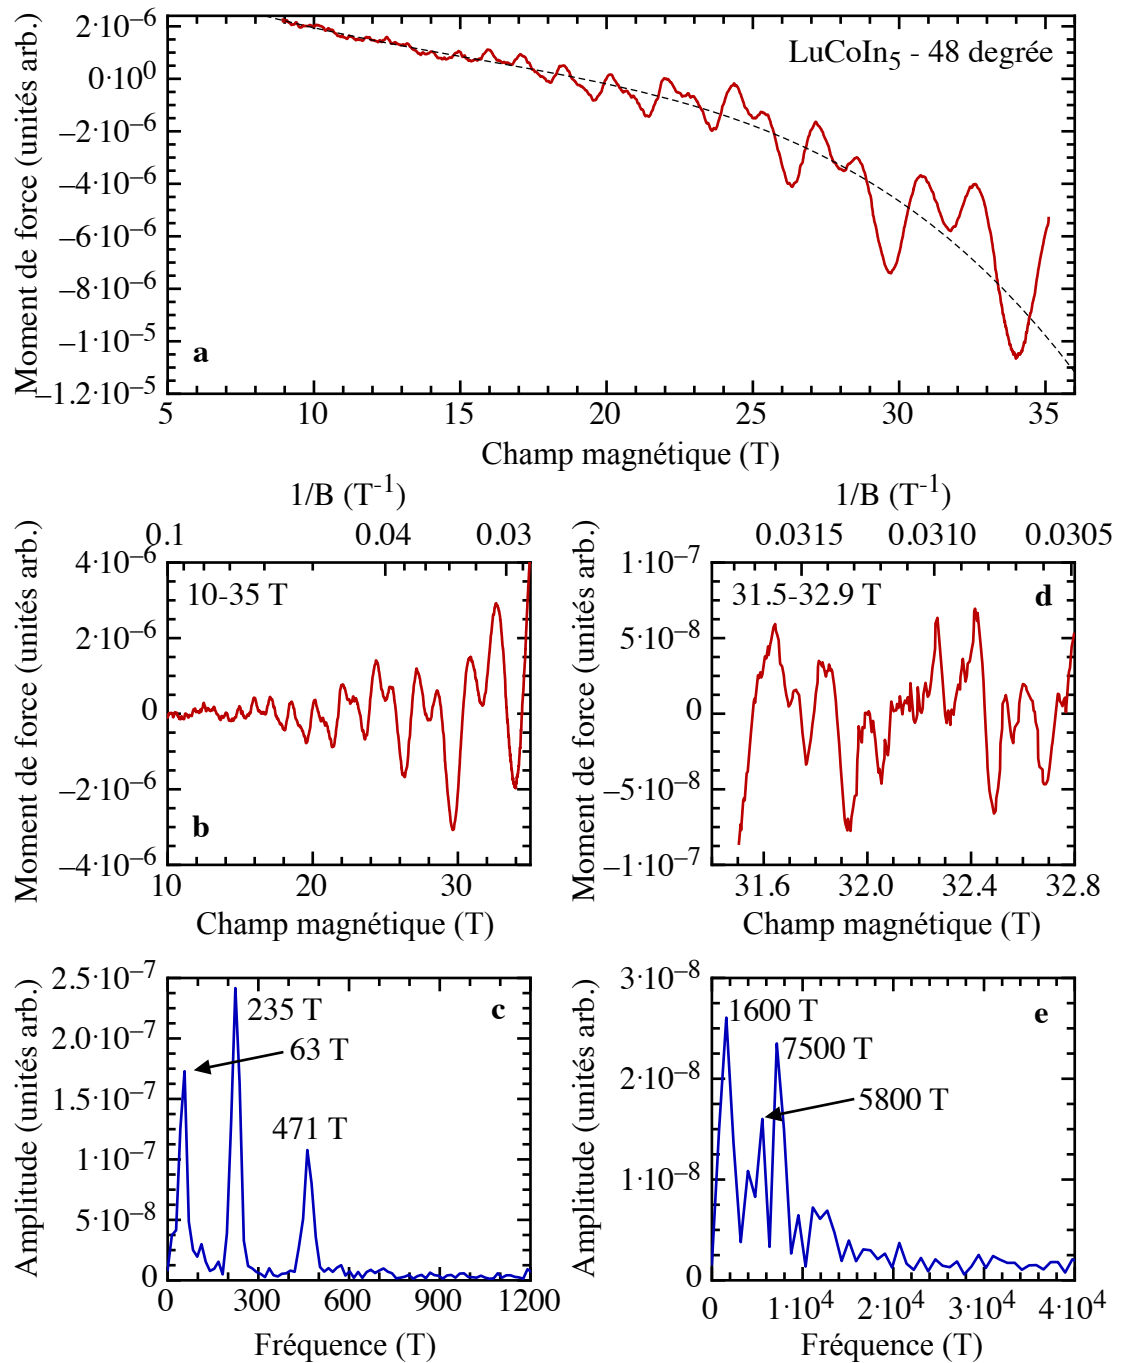 LuCoIn5 - 48 degrée
Moment de force (unités arb.)
2·10-6
0·100
−2·10-6
−4·10-6
−6·10-6
−8·10-6
−1·10-5
−1.2·10-5
a
5 10 15 20 25 30 35
Champ magnétique (T)
1/B (T-1)
0.1 0.04 0.03
Moment de force (unités arb.)
4·10-6
2·10-6
0
−2·10-6
−4·10-6
10-35 T
b
10 20 30
Champ magnétique (T)
1/B (T-1)
0.0315 0.0310 0.0305
Moment de force (unités arb.)
1·10-7
5·10-8
0
−5·10-8
−1·10-7
31.5-32.9 T
d
31.6 32.0 32.4 32.8
Champ magnétique (T)
Amplitude (unités arb.)
2.5·10-7
2.0·10-7
1.5·10-7
1·10-7
5·10-8
0
c
235 T
63 T
471 T
0 300 600 900 1200
Fréquence (T)
Amplitude (unités arb.)
3·10-8
2·10-8
1·10-8
0
e
1600 T
7500 T
5800 T
0 1·104 2·104 3·104 4·104
Fréquence (T)